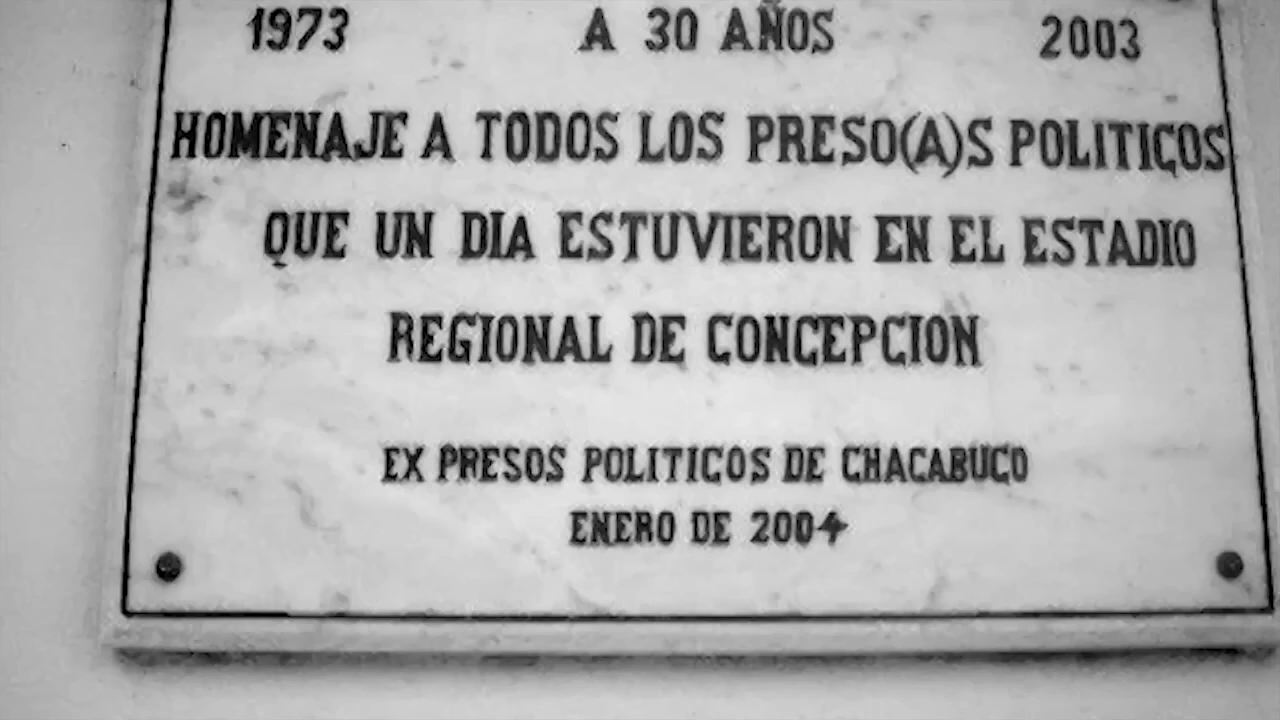 1973 A 30 AÑOS 2003
HOMENAJE A TODOS LOS PRESO(A)S POLITICOS
QUE UN DIA ESTUVIERON EN EL ESTADIO
REGIONAL DE CONCEPCION
EX PRESOS POLITICOS DE CHACABUCO
ENERO DE 2004